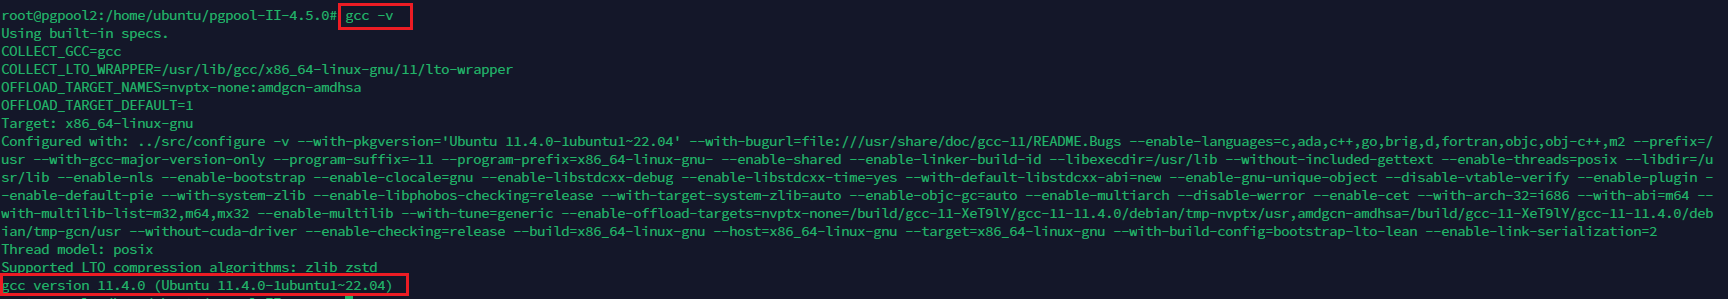 root@pgpool2:/home/ubuntu/pgpool-II-4.5.0# gcc -v
Using built-in specs.
COLLECT_GCC=gcc
COLLECT_LTO_WRAPPER=/usr/lib/gcc/x86_64-linux-gnu/11/lto-wrapper
OFFLOAD_TARGET_NAMES=nvptx-none:amdgcn-amdhsa
OFFLOAD_TARGET_DEFAULT=1
Target: x86_64-linux-gnu
Configured with: ../src/configure -v --with-pkgversion='Ubuntu 11.4.0-1ubuntu1~22.04' --with-bugurl=file:///usr/share/doc/gcc-11/README.Bugs --enable-languages=c,ada,c++,go,brig,d,fortran,objc,obj-c++,m2 --prefix=/
usr --with-gcc-major-version-only --program-suffix=-11 --program-prefix=x86_64-linux-gnu- --enable-shared --enable-linker-build-id --libexecdir=/usr/lib --without-included-gettext --enable-threads=posix --libdir=/u
sr/lib --enable-nls --enable-bootstrap --enable-clocale=gnu --enable-libstdcxx-debug --enable-libstdcxx-time=yes --with-default-libstdcxx-abi=new --enable-gnu-unique-object --disable-vtable-verify --enable-plugin -
-enable-default-pie --with-system-zlib --enable-libphobos-checking=release --with-target-system-zlib=auto --enable-objc-gc=auto --enable-multiarch --disable-werror --enable-cet --with-arch-32=i686 --with-abi=m64 --
with-multilib-list=m32,m64,mx32 --enable-multilib --with-tune=generic --enable-offload-targets=nvptx-none=/build/gcc-11-XeT9lY/gcc-11-11.4.0/debian/tmp-nvptx/usr,amdgcn-amdhsa=/build/gcc-11-XeT9lY/gcc-11-11.4.0/deb
ian/tmp-gcn/usr --without-cuda-driver --enable-checking=release --build=x86_64-linux-gnu --host=x86_64-linux-gnu --target=x86_64-linux-gnu --with-build-config=bootstrap-lto-lean --enable-link-serialization=2
Thread model: posix
Supported LTO compression algorithms: zlib zstd
gcc version 11.4.0 (Ubuntu 11.4.0-1ubuntu1~22.04)